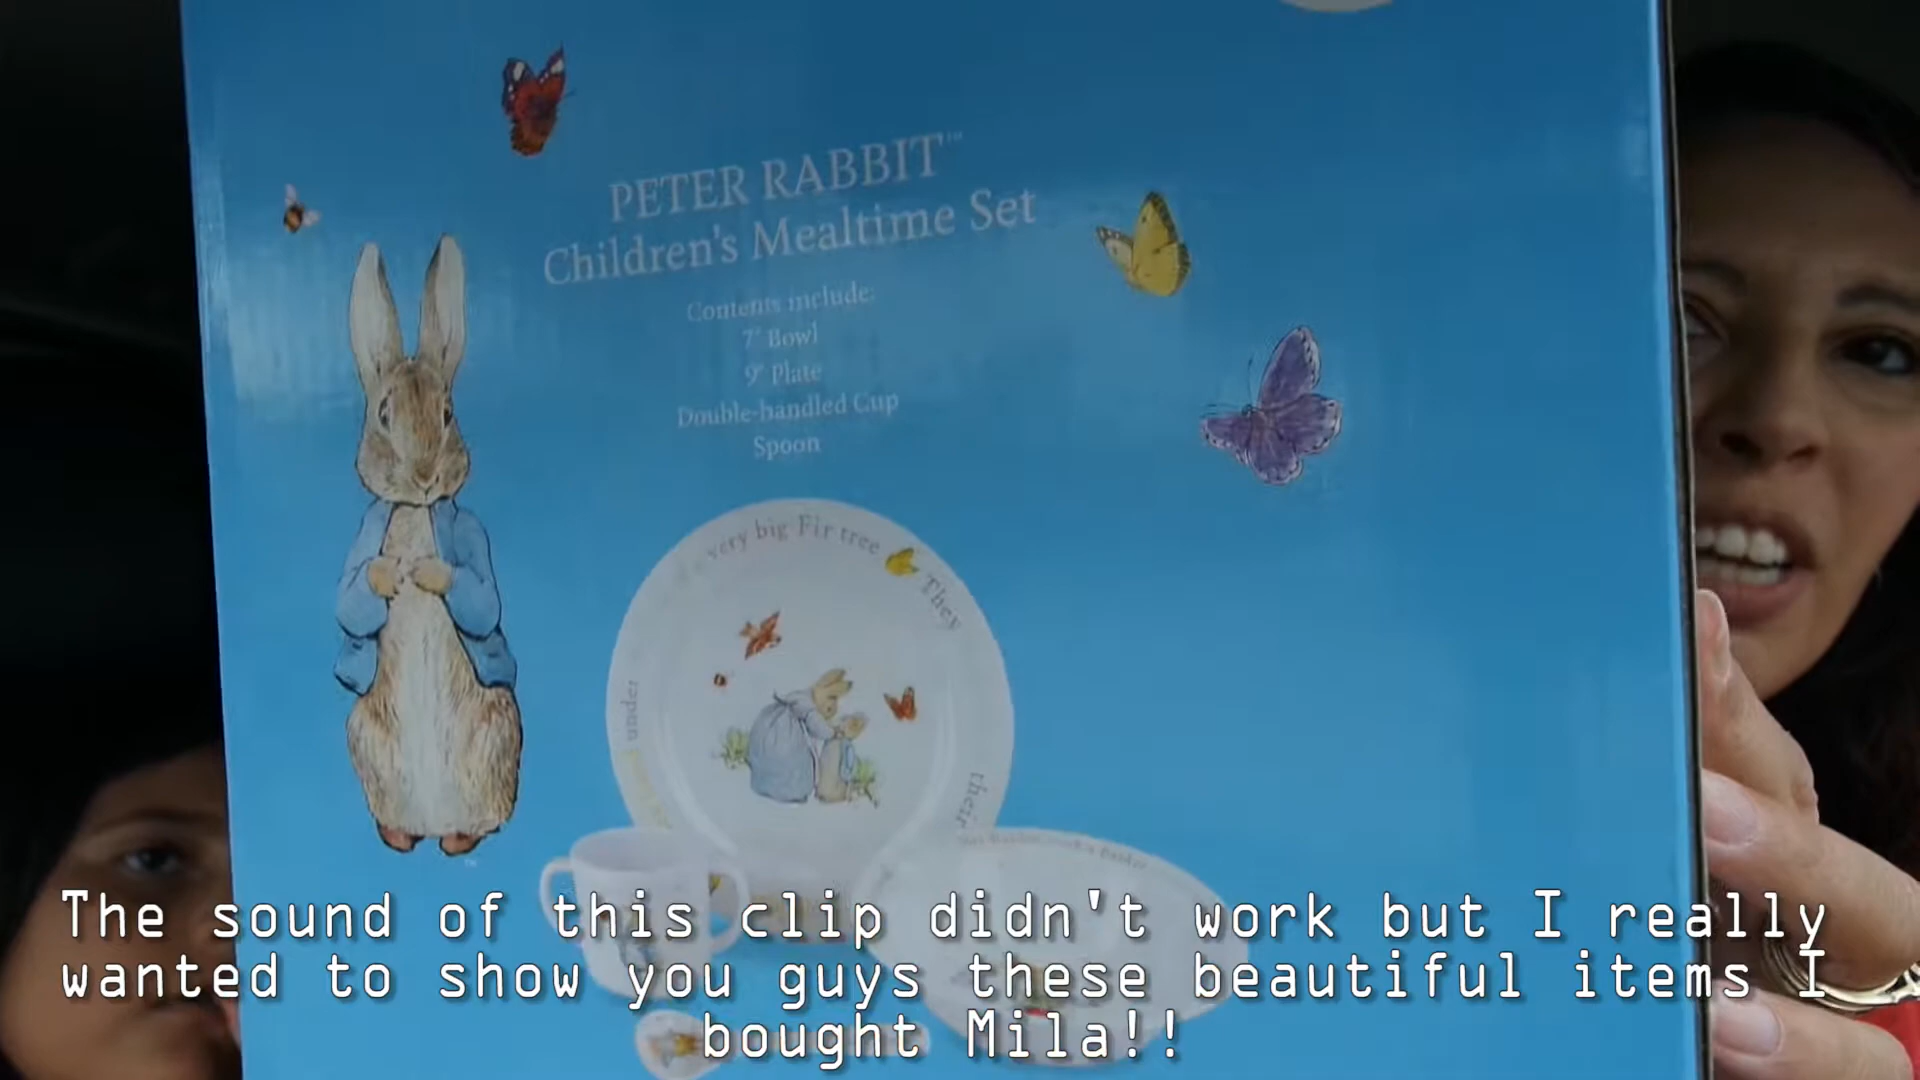 PETER RABBIT™
Children's Mealtime Set
Contents include:
7" Bowl
9" Plate
Double-handled Cup
Spoon
very big Fir tree
They
under
their
The sound of this clip didn't work but I really
wanted to show you guys these beautiful items I
bought Mila!!